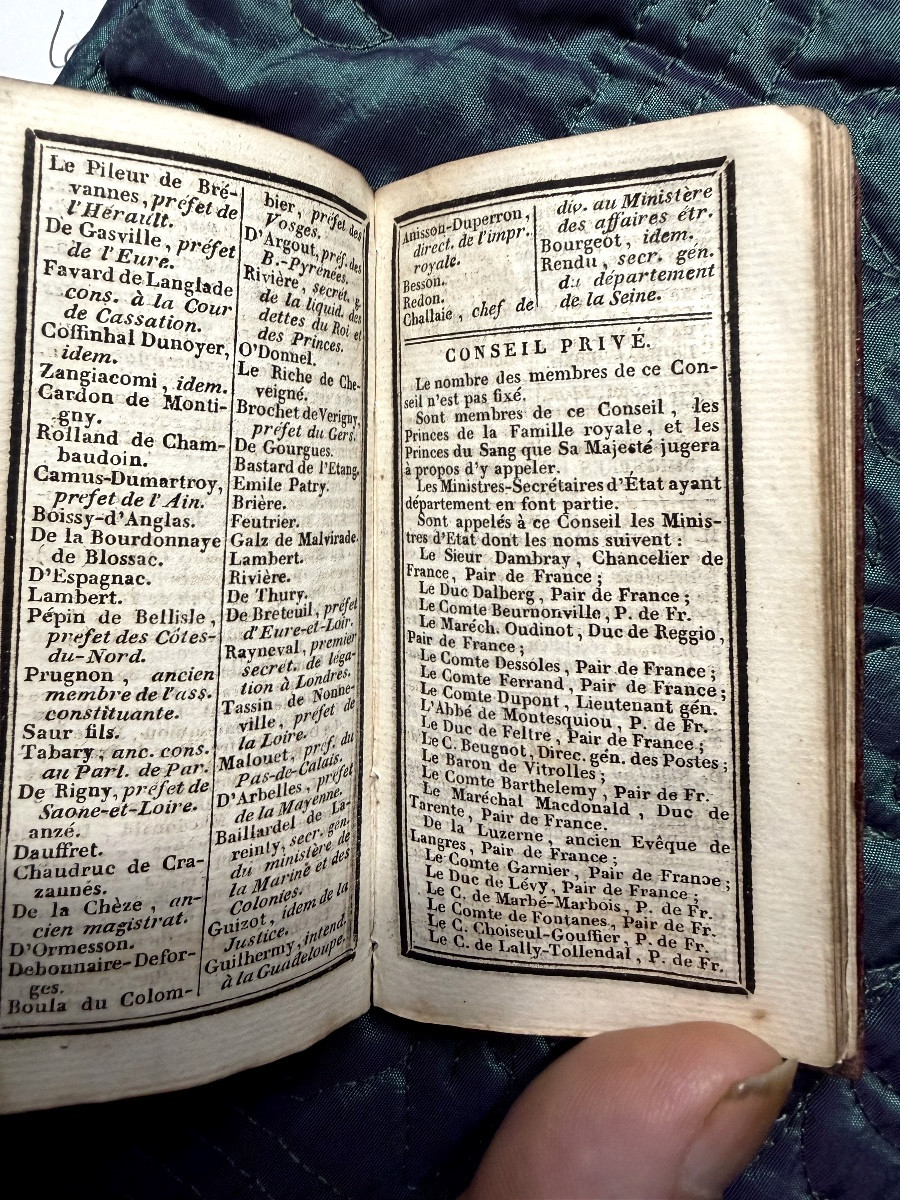 Le Pileur de Bré-
vannes, préfet de
l'Hérault.
De Gasville, préfet
de l'Eure.
Favard de Langlade
cons. à la Cour
de Cassation.
Coffinhal Dunoyer,
idem.
Zangiacomi, idem.
Cardon de Monti-
gny.
Rolland de Cham-
baudoin.
Camus-Dumartroy,
prefet de l'Ain.
Boissy-d'Anglas.
De la Bourdonnaye
de Blossac.
D'Espagnac.
Lambert.
Pépin de Bellisle,
préfet des Côtes-
du-Nord.
Prugnon, ancien
membre de l'ass.
constituante.
Saur fils.
Tabary, anc. cons.
au Parl. de Par.
De Rigny, préfet de
Saone-et-Loire.
anzé.
Dauffret.
Chaudruc de Cra-
zannés.
De la Chèze, an-
cien magistrat.
D'Ormesson.
Debonnaire-Defor-
ges.
Boula du Colom-
bier, préfet des
Vosges.
D'Argout, préf. des
B.-Pyrénées.
Rivière, secrét. g.
de la liquid. des
dettes du Roi et
des Princes.
O'Donnel.
Le Riche de Che-
veigné.
Brochet de Verigny,
préfet du Gers.
De Gourgues.
Bastard de l'Etang.
Emile Patry.
Brière.
Feutrier.
Galz de Malvirade.
Lambert.
Rivière.
De Thury.
De Breteuil, préfet
d'Eure-et-Loir.
Rayneval, premier
secrét. de léga-
tion à Londres.
Tassin de Nonne-
ville, préfet de
la Loire.
Malouet, préf. du
Pas-de-Calais.
D'Arbelles, préfet
de la Mayenne.
Baillardel de La-
reinty, secr. gén.
du ministère de
la Marine et des
Colonies.
Guizot, idem de la
Justice.
Guilhermy, intend.
à la Guadeloupe.
Anisson-Duperron,
direct. de l'impr.
royale.
Besson.
Redon.
Challaie, chef de
div. au Ministère
des affaires étr.
Bourgeot, idem.
Rendu, secr. gén.
du département
de la Seine.
CONSEIL PRIVÉ.
Le nombre des membres de ce Con-
seil n'est pas fixé.
Sont membres de ce Conseil, les
Princes de la Famille royale, et les
Princes du Sang que Sa Majesté jugera
à propos d'y appeler.
Les Ministres-Secrétaires d'État ayant
département en font partie.
Sont appelés à ce Conseil les Minis-
tres d'Etat dont les noms suivent :
Le Sieur Dambray, Chancelier de
France, Pair de France ;
Le Duc Dalberg, Pair de France ;
Le Comte Beurnonville, P. de Fr.
Le Maréch. Oudinot, Duc de Reggio,
Pair de France ;
Le Comte Dessoles, Pair de France ;
Le Comte Ferrand, Pair de France ;
Le Comte Dupont, Lieutenant gén.
L'Abbé de Montesquiou, P. de Fr.
Le Duc de Feltre, Pair de France ;
Le C. Beugnot, Direc. gén. des Postes ;
Le Baron de Vitrolles ;
Le Comte Barthelemy, Pair de Fr.
Le Maréchal Macdonald, Duc de
Tarente, Pair de France.
De la Luzerne, ancien Evêque de
Langres, Pair de France ;
Le Comte Garnier, Pair de France ;
Le Duc de Lévy, Pair de France ;
Le C. de Marbé-Marbois, P. de Fr.
Le Comte de Fontanes, Pair de Fr.
Le C. Choiseul-Gouffier, P. de Fr.
Le C. de Lally-Tollendal, P. de Fr.